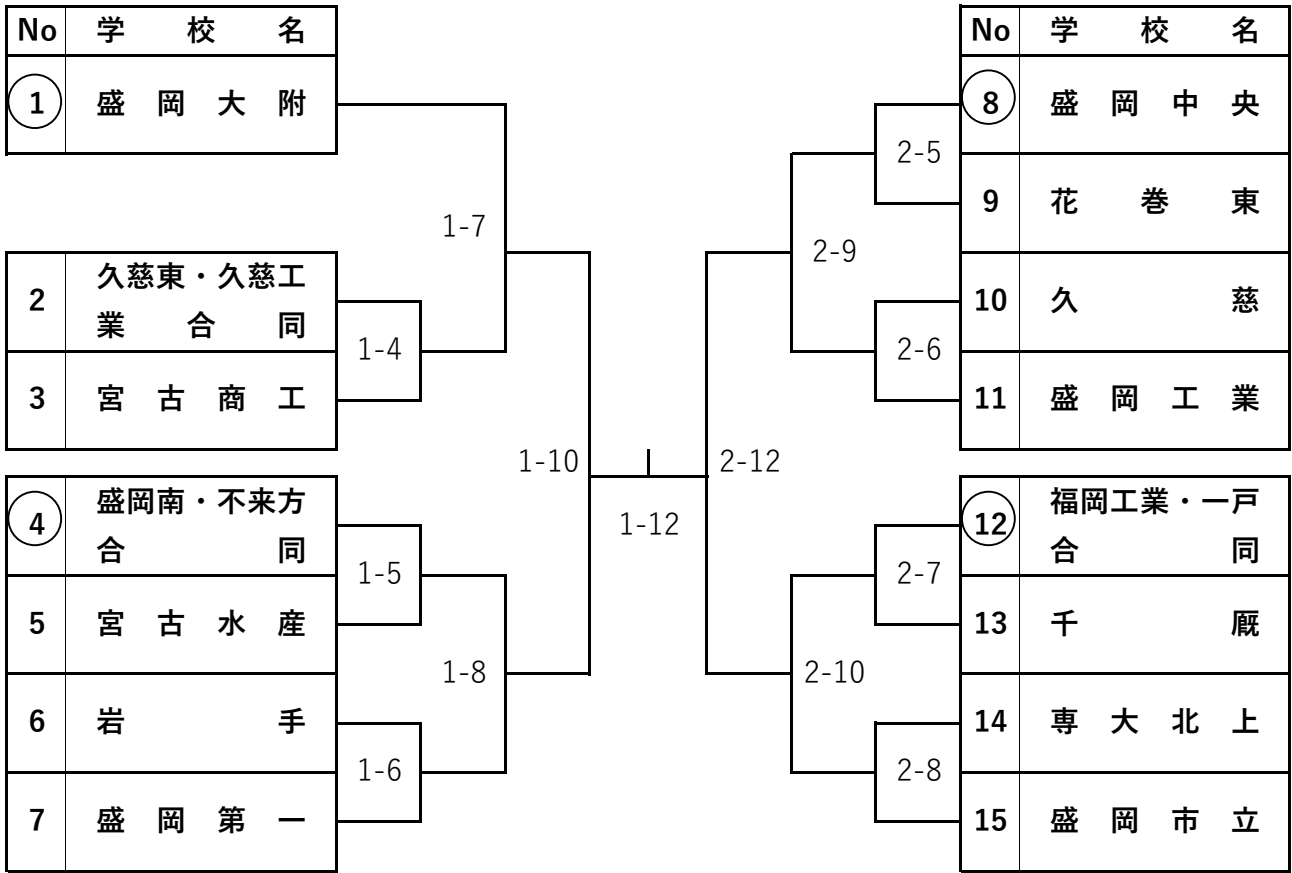 No 学校名
1 盛岡大附
2 久慈東・久慈工
業合同
3 宮古商工
4 盛岡南・不来方
合同
5 宮古水産
6 岩手
7 盛岡第一
1-7
1-4
1-10
1-5
1-8
1-6
1-12
2-12
2-5
2-9
2-6
2-7
2-10
2-8
No 学校名
8 盛岡中央
9 花巻東
10 久慈
11 盛岡工業
12 福岡工業・一戸
合同
13 千厩
14 専大北上
15 盛岡市立